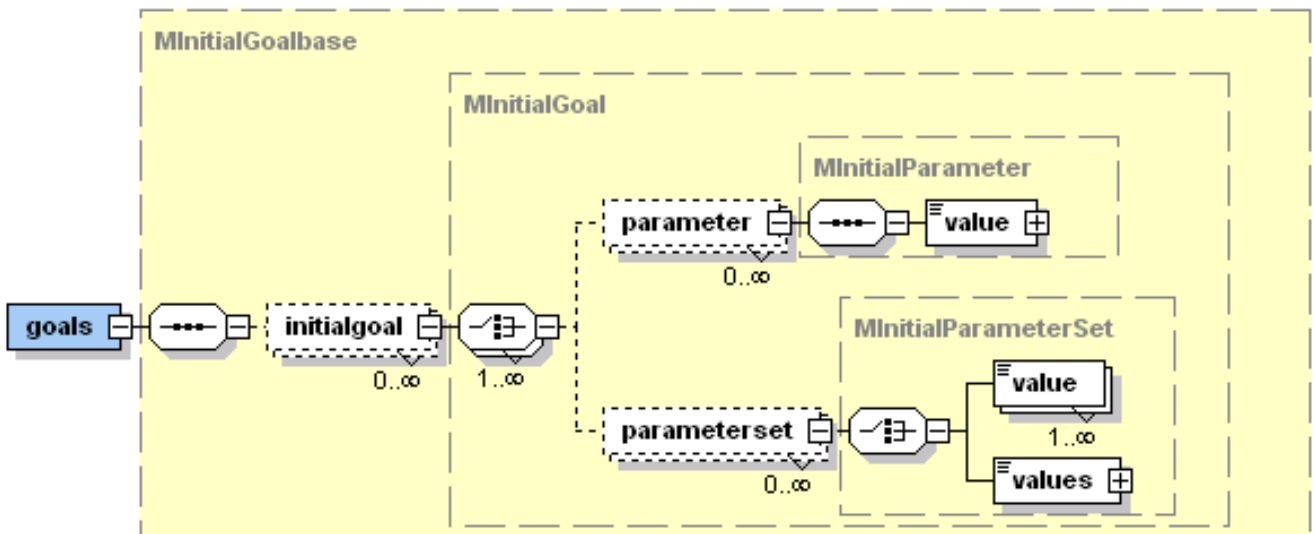 MInitialGoalbase
MInitialGoal
MInitialParameter
parameter
value
0..∞
goals
initialgoal
0..∞
1..∞
MInitialParameterSet
value
1..∞
parameterset
0..∞
values